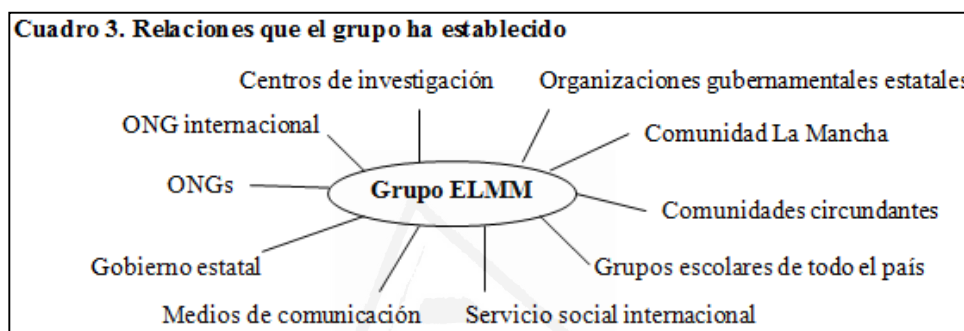 Cuadro 3. Relaciones que el grupo ha establecido
Centros de investigación
Organizaciones gubernamentales estatales
ONG internacional
Comunidad La Mancha
ONGs
Grupo ELMM
Comunidades circundantes
Gobierno estatal
Grupos escolares de todo el país
Medios de comunicación
Servicio social internacional